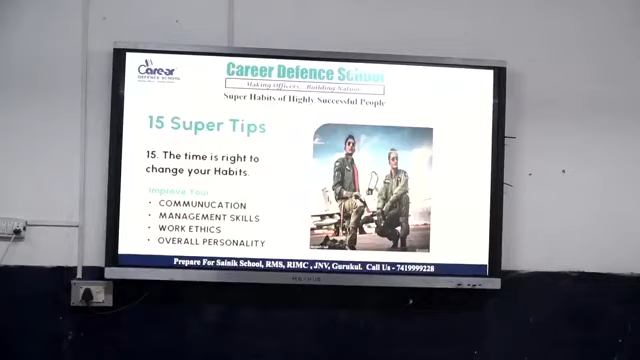 Career
DEFENCE SCHOOL
Career Defence School
Making Officers... Building Nation
Super Habits of Highly Successful People
15 Super Tips
15. The time is right to
change your Habits.
Improve Your
• COMMUNUCATION
• MANAGEMENT SKILLS
• WORK ETHICS
• OVERALL PERSONALITY
Prepare For Sainik School, RMS, RIMC , JNV, Gurukul. Call Us - 7419999228